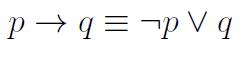 p → q ≡ ¬p ∨ q